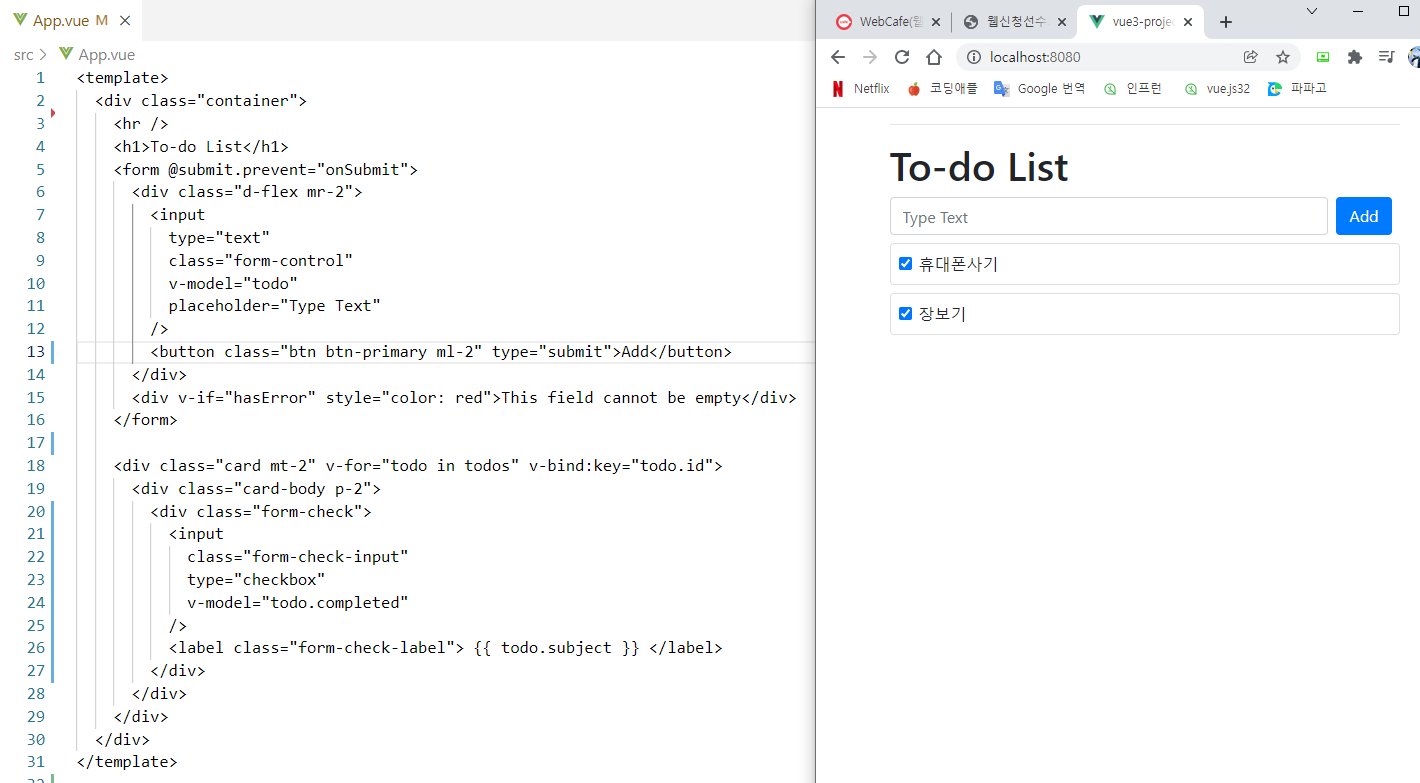 App.vue M
src > App.vue
1 <template>
2 <div class="container">
3 <hr />
4 <h1>To-do List</h1>
5 <form @submit.prevent="onSubmit">
6 <div class="d-flex mr-2">
7 <input
8 type="text"
9 class="form-control"
10 v-model="todo"
11 placeholder="Type Text"
12 />
13 <button class="btn btn-primary ml-2" type="submit">Add</button>
14 </div>
15 <div v-if="hasError" style="color: red">This field cannot be empty</div>
16 </form>
17
18 <div class="card mt-2" v-for="todo in todos" v-bind:key="todo.id">
19 <div class="card-body p-2">
20 <div class="form-check">
21 <input
22 class="form-check-input"
23 type="checkbox"
24 v-model="todo.completed"
25 />
26 <label class="form-check-label"> {{ todo.subject }} </label>
27 </div>
28 </div>
29 </div>
30 </div>
31 </template>
32
WebCafe(웹
웹신청선수
vue3-proje
localhost:8080
Netflix
코딩애플
Google 번역
인프런
vue.js32
파파고
To-do List
Type Text
Add
휴대폰사기
장보기